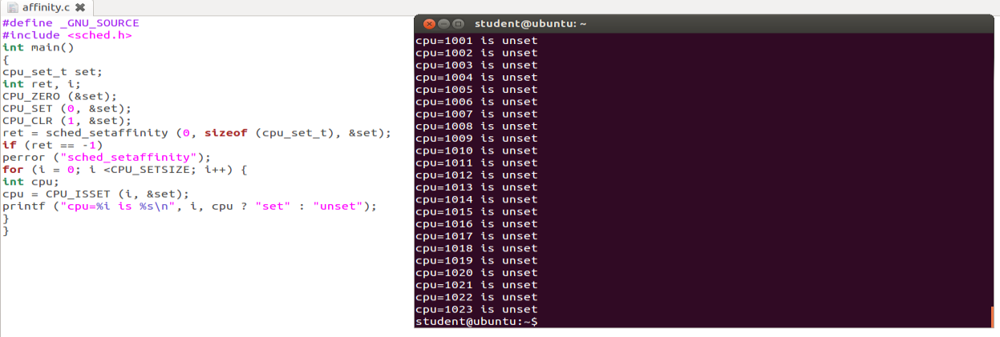 affinity.c
#define _GNU_SOURCE
#include <sched.h>
int main()
{
cpu_set_t set;
int ret, i;
CPU_ZERO (&set);
CPU_SET (0, &set);
CPU_CLR (1, &set);
ret = sched_setaffinity (0, sizeof (cpu_set_t), &set);
if (ret == -1)
perror ("sched_setaffinity");
for (i = 0; i <CPU_SETSIZE; i++) {
int cpu;
cpu = CPU_ISSET (i, &set);
printf ("cpu=%i is %s\n", i, cpu ? "set" : "unset");
}
}
student@ubuntu: ~
cpu=1001 is unset
cpu=1002 is unset
cpu=1003 is unset
cpu=1004 is unset
cpu=1005 is unset
cpu=1006 is unset
cpu=1007 is unset
cpu=1008 is unset
cpu=1009 is unset
cpu=1010 is unset
cpu=1011 is unset
cpu=1012 is unset
cpu=1013 is unset
cpu=1014 is unset
cpu=1015 is unset
cpu=1016 is unset
cpu=1017 is unset
cpu=1018 is unset
cpu=1019 is unset
cpu=1020 is unset
cpu=1021 is unset
cpu=1022 is unset
cpu=1023 is unset
student@ubuntu:~$